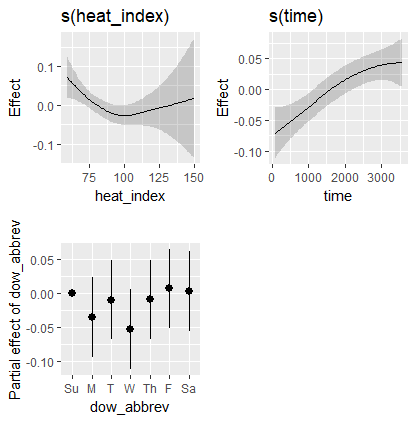 s(heat_index)
Effect
0.1
0.0
-0.1
75
100
125
150
heat_index
s(time)
Effect
0.05
0.00
-0.05
-0.10
0
1000
2000
3000
time
Partial effect of dow_abbrev
0.05
0.00
-0.05
-0.10
Su M T W Th F Sa
dow_abbrev